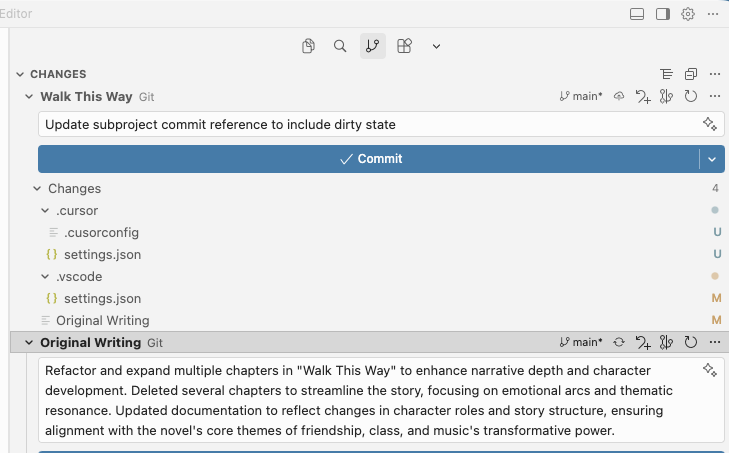 Editor
CHANGES
Walk This Way Git main*
Update subproject commit reference to include dirty state
Commit
Changes 4
.cursor
.cusorconfig U
settings.json U
.vscode
settings.json M
Original Writing M
Original Writing Git main*
Refactor and expand multiple chapters in "Walk This Way" to enhance narrative depth and character
development. Deleted several chapters to streamline the story, focusing on emotional arcs and thematic
resonance. Updated documentation to reflect changes in character roles and story structure, ensuring
alignment with the novel's core themes of friendship, class, and music's transformative power.